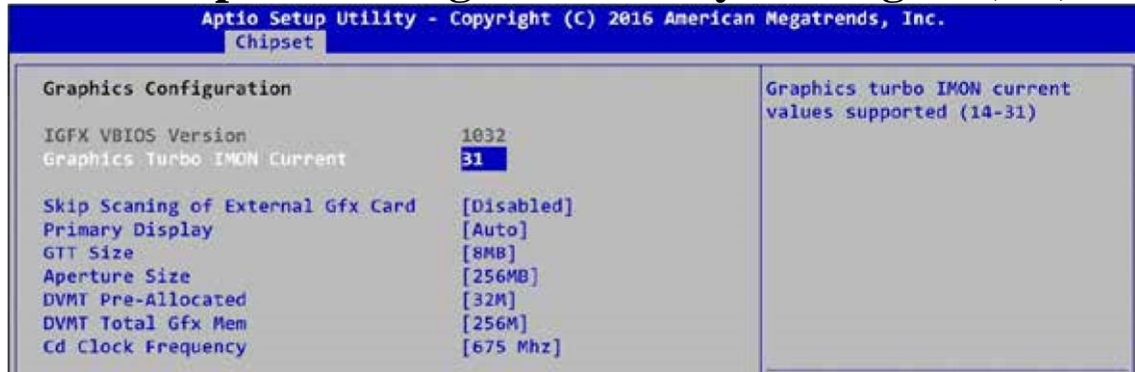 Aptio Setup Utility - Copyright (C) 2016 American Megatrends, Inc.
Chipset
Graphics Configuration
IGFX VBIOS Version 1032
Graphics Turbo IMON Current 31
Skip Scaning of External Gfx Card [Disabled]
Primary Display [Auto]
GTT Size [8MB]
Aperture Size [256MB]
DVMT Pre-Allocated [32M]
DVMT Total Gfx Mem [256M]
Cd Clock Frequency [675 Mhz]
Graphics turbo IMON current
values supported (14-31)